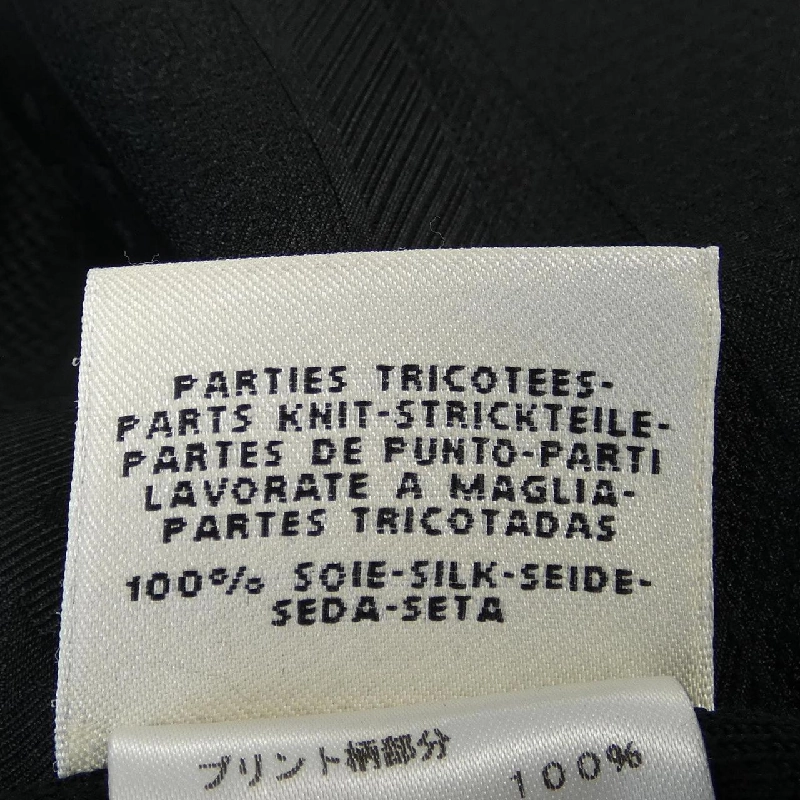 PARTIES TRICOTEES-
PARTS KNIT-STRICKTEILE-
PARTES DE PUNTO-PARTI
LAVORATE A MAGLIA-
PARTES TRICOTADAS
100% SOIE-SILK-SEIDE-
SEDA-SETA
プリント柄部分
100%